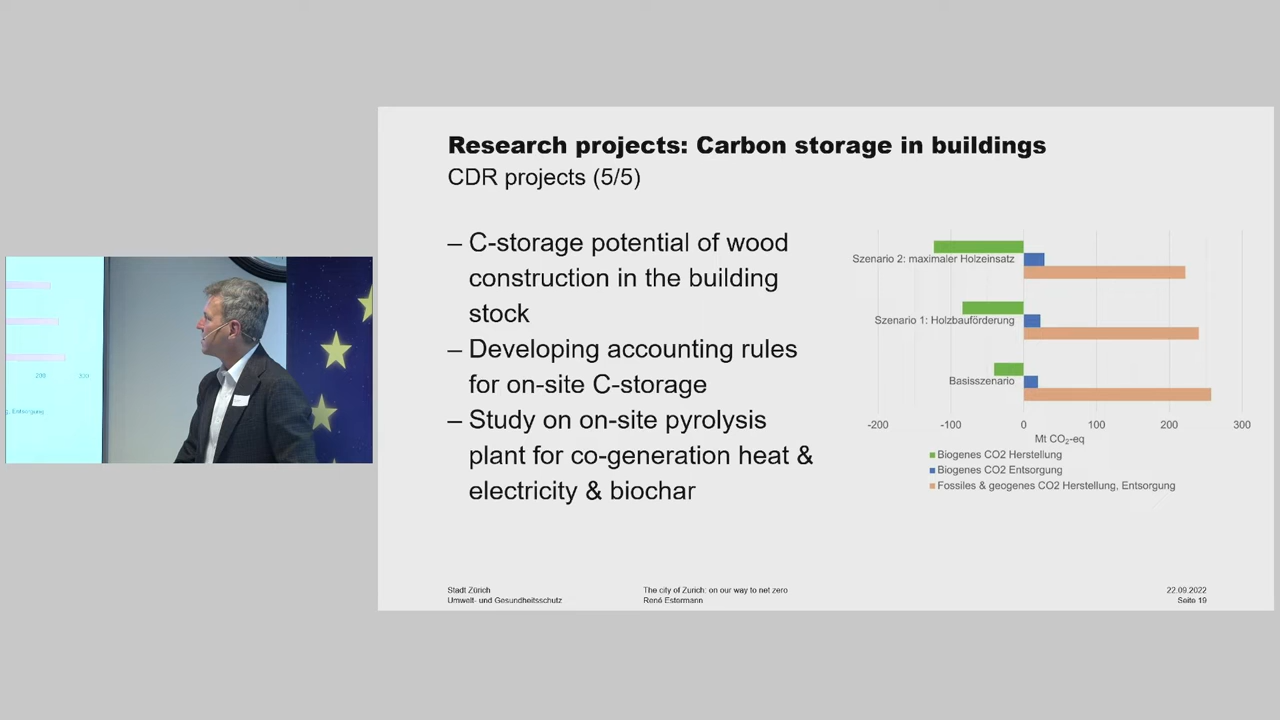 Research projects: Carbon storage in buildings
CDR projects (5/5)
– C-storage potential of wood
construction in the building
stock
– Developing accounting rules
for on-site C-storage
– Study on on-site pyrolysis
plant for co-generation heat &
electricity & biochar
Szenario 2: maximaler Holzeinsatz
Szenario 1: Holzbauförderung
Basisszenario
-200 -100 0 100 200 300
Mt CO₂-eq
Biogenes CO2 Herstellung
Biogenes CO2 Entsorgung
Fossiles & geogenes CO2 Herstellung, Entsorgung
200 300
g, Entsorgung
Stadt Zürich
Umwelt- und Gesundheitsschutz
The city of Zurich: on our way to net zero
René Estermann
22.09.2022
Seite 19